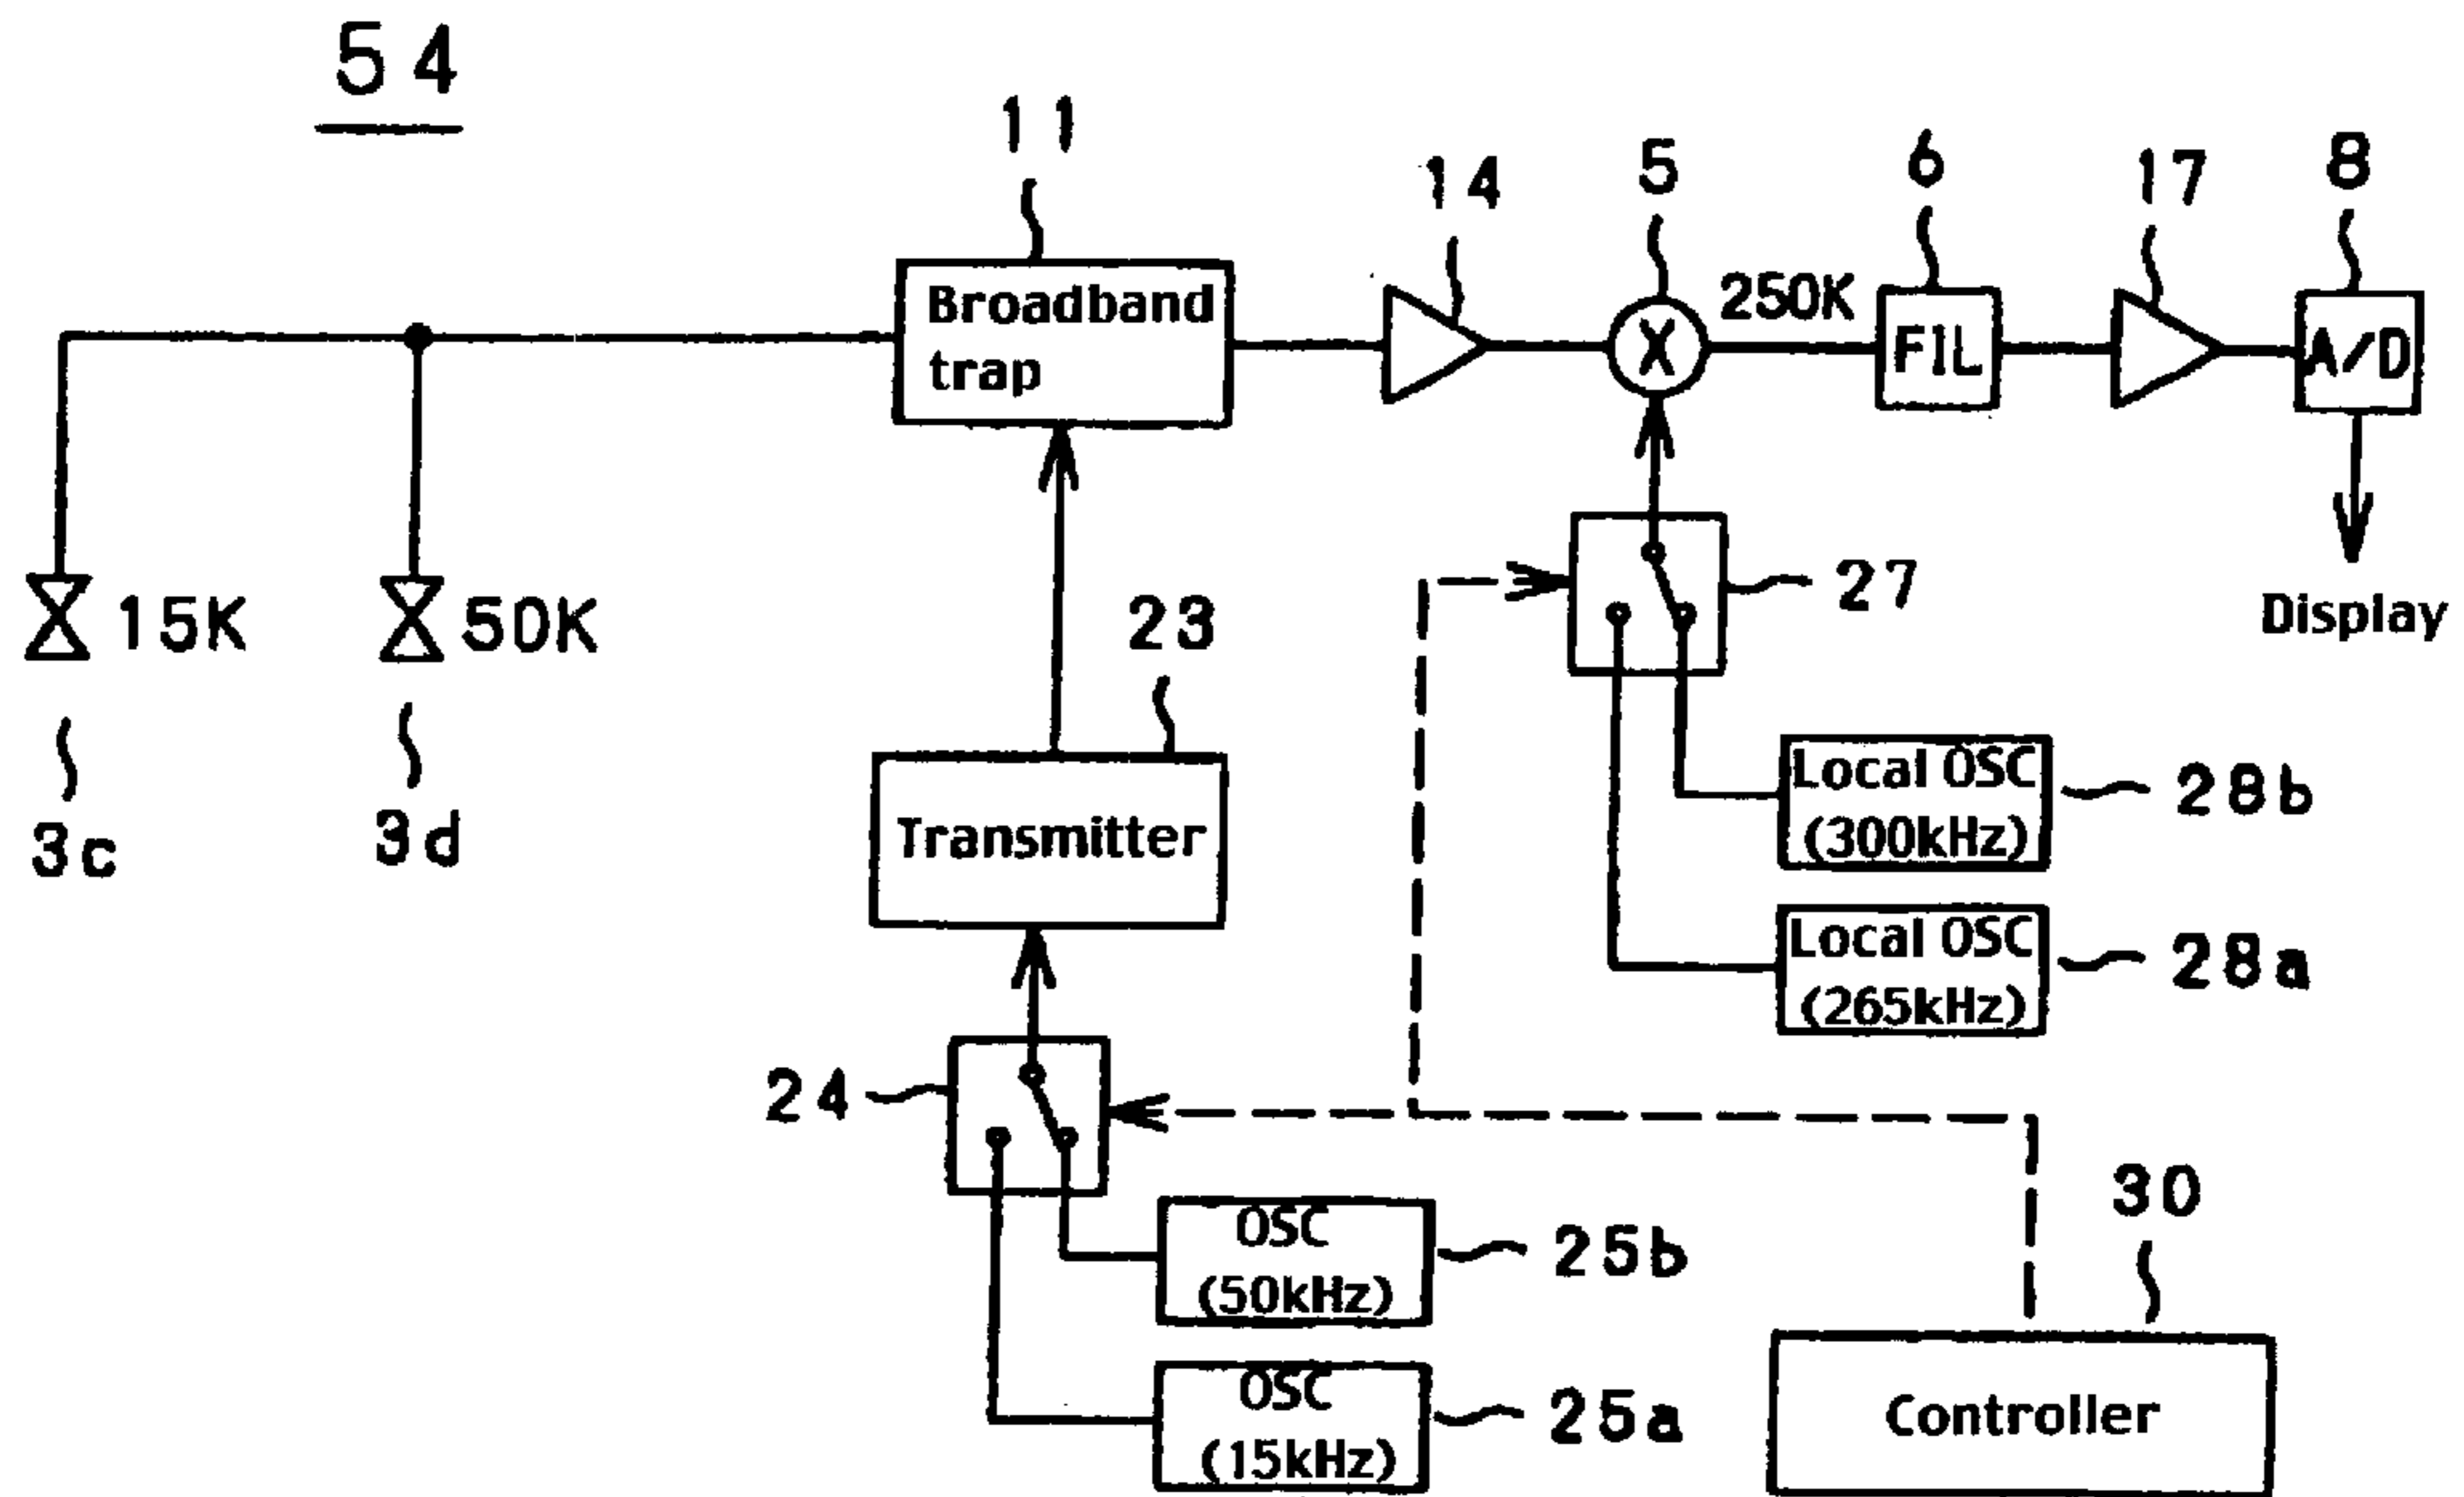 54
11
14
5
6
17
8
Broadband
trap
X
250K
FIL
A/D
15K
50K
23
27
Display
3c
3d
Transmitter
Local OSC
(300kHz)
28b
Local OSC
(265kHz)
28a
24
30
OSC
(50kHz)
25b
OSC
(15kHz)
25a
Controller